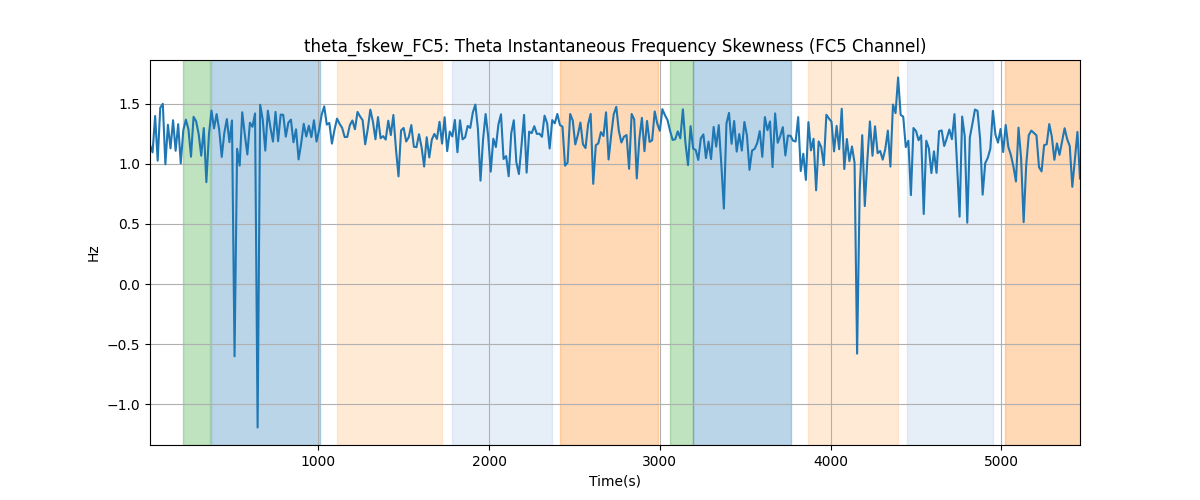 theta_fskew_FC5: Theta Instantaneous Frequency Skewness (FC5 Channel)
1.5
1.0
0.5
0.0
−0.5
−1.0
Hz
1000 2000 3000 4000 5000
Time(s)